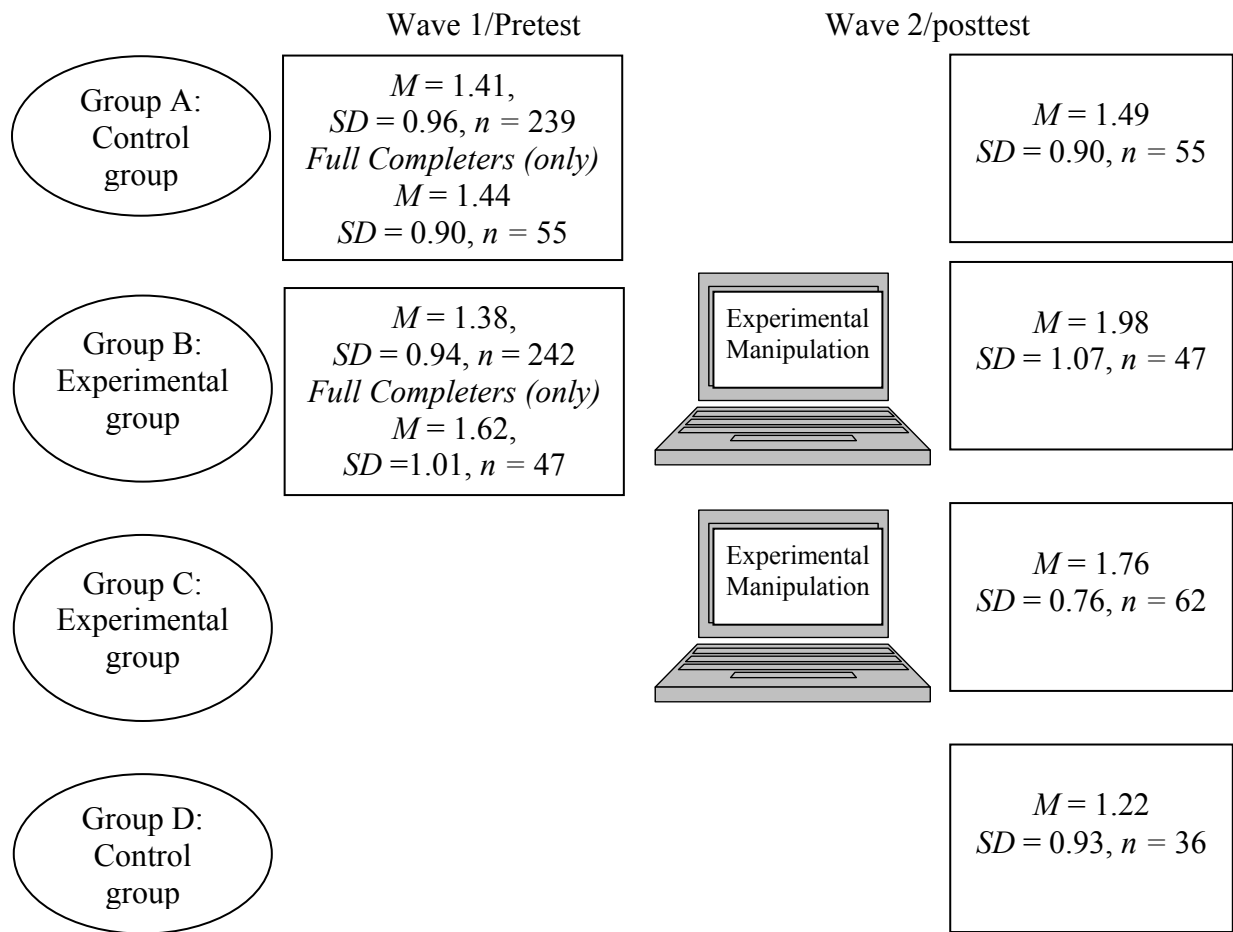 Wave 1/Pretest
Wave 2/posttest
Group A:
Control
group
M = 1.41,
SD = 0.96, n = 239
Full Completers (only)
M = 1.44
SD = 0.90, n = 55
M = 1.49
SD = 0.90, n = 55
Group B:
Experimental
group
M = 1.38,
SD = 0.94, n = 242
Full Completers (only)
M = 1.62,
SD =1.01, n = 47
Experimental
Manipulation
M = 1.98
SD = 1.07, n = 47
Group C:
Experimental
group
Experimental
Manipulation
M = 1.76
SD = 0.76, n = 62
Group D:
Control
group
M = 1.22
SD = 0.93, n = 36